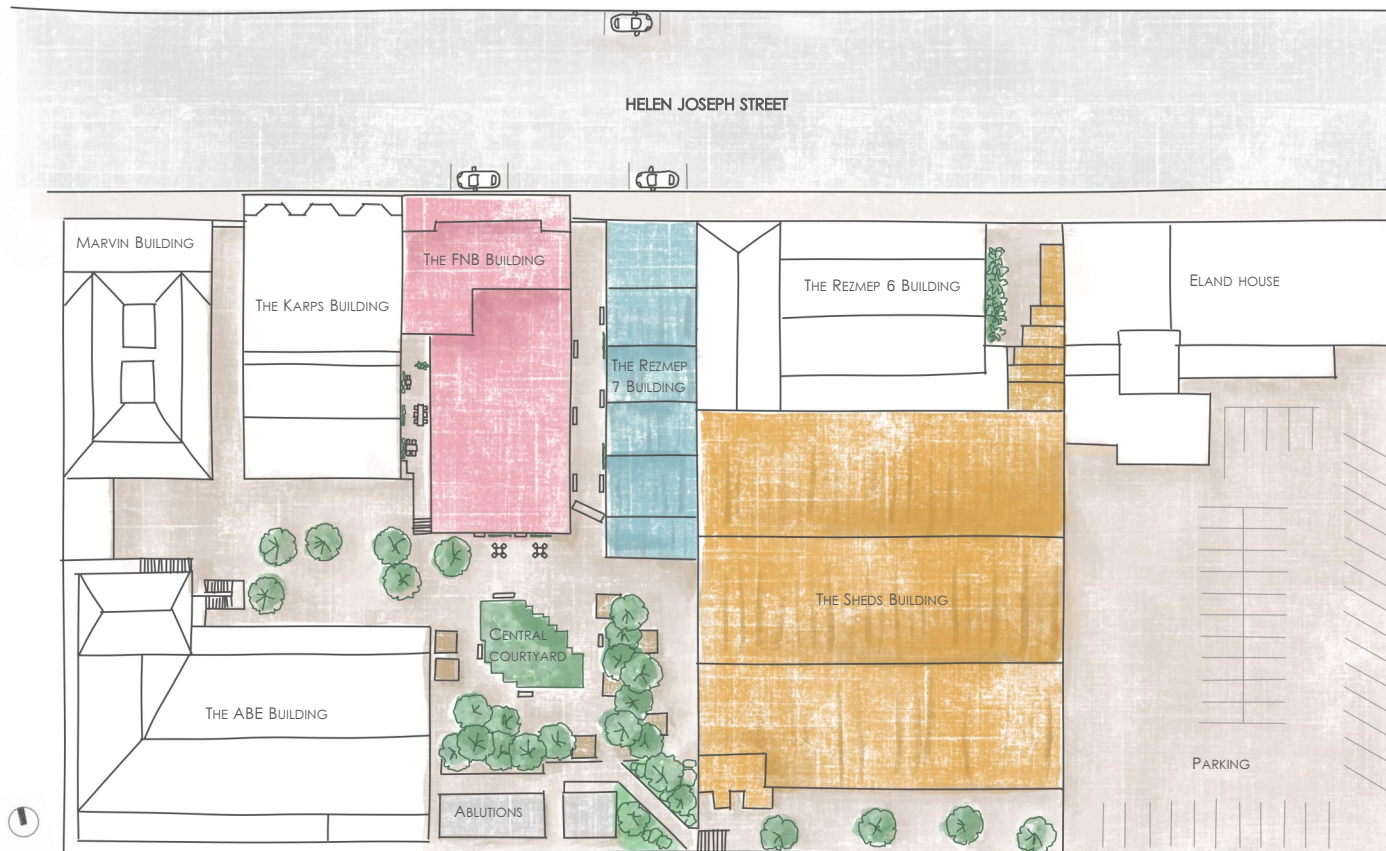 HELEN JOSEPH STREET
MARVIN BUILDING
THE FNB BUILDING
THE KARPS BUILDING
THE REZMEP 6 BUILDING
ELAND HOUSE
THE REZMEP
7 BUILDING
THE SHEDS BUILDING
CENTRAL
COURTYARD
THE ABE BUILDING
PARKING
ABLUTIONS